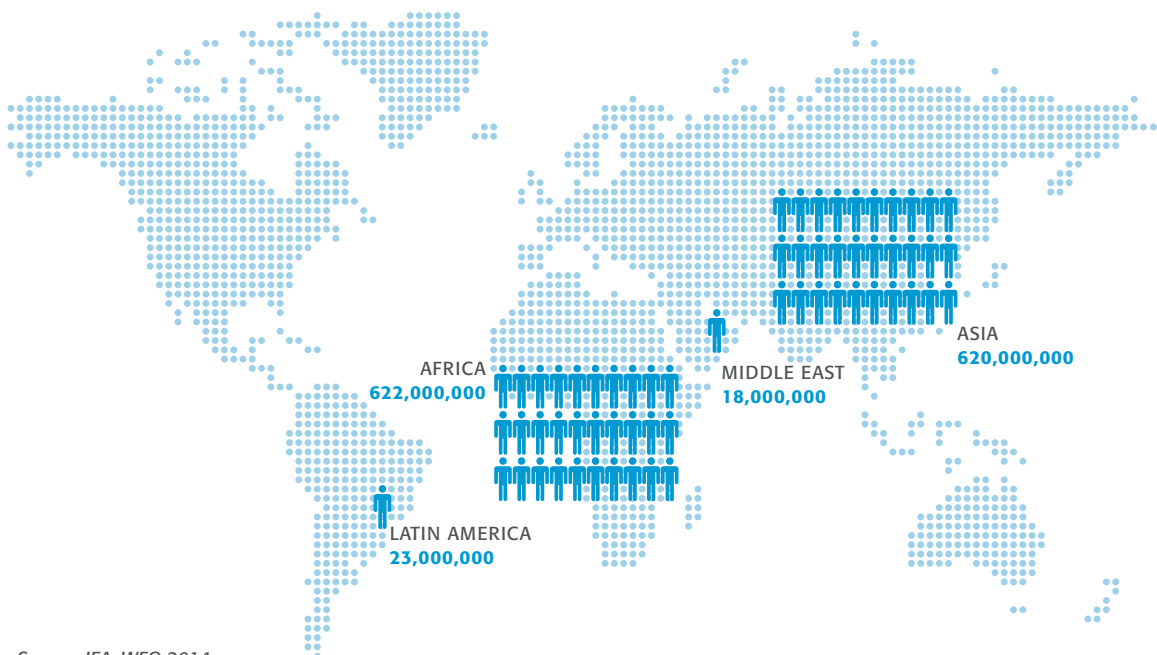 ASIA
620,000,000
AFRICA
622,000,000
MIDDLE EAST
18,000,000
LATIN AMERICA
23,000,000